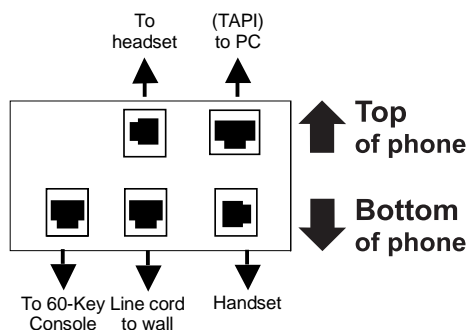 To
headset
(TAPI)
to PC
Top
of phone
Bottom
of phone
To 60-Key
Console
Line cord
to wall
Handset